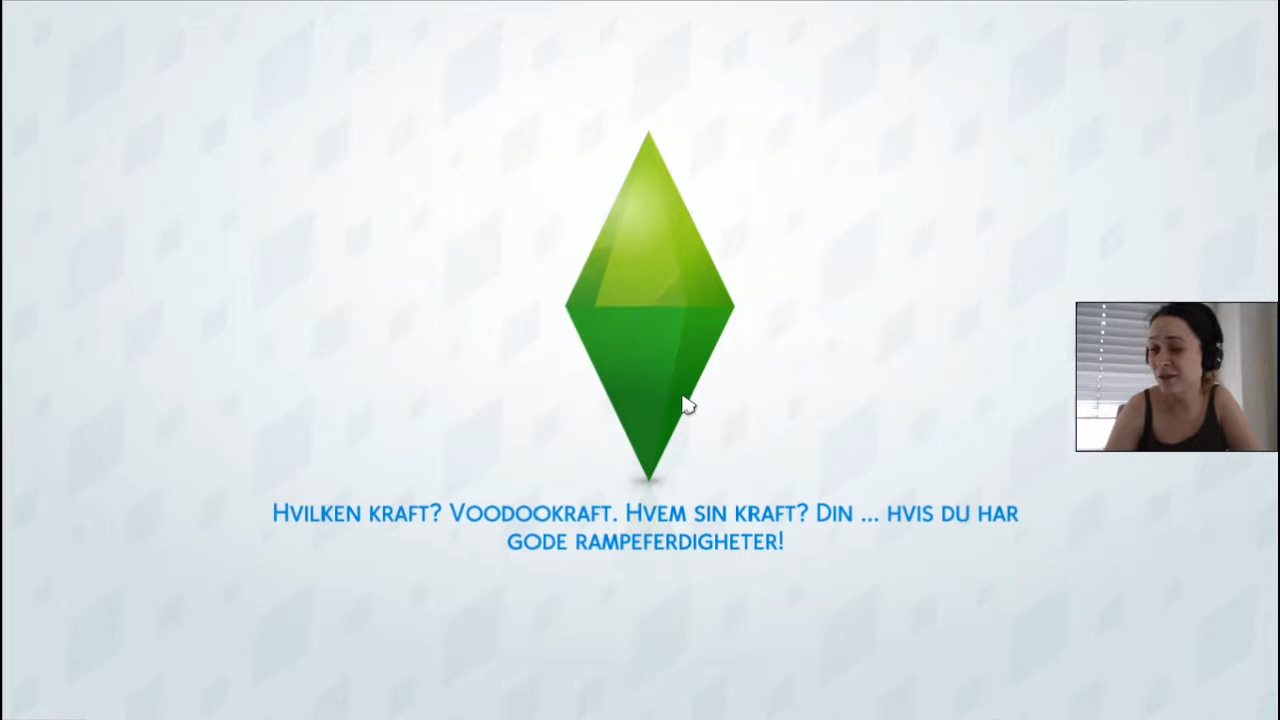 Hvilken kraft? Voodookraft. Hvem sin kraft? Din ... hvis du har
gode rampeferdigheter!